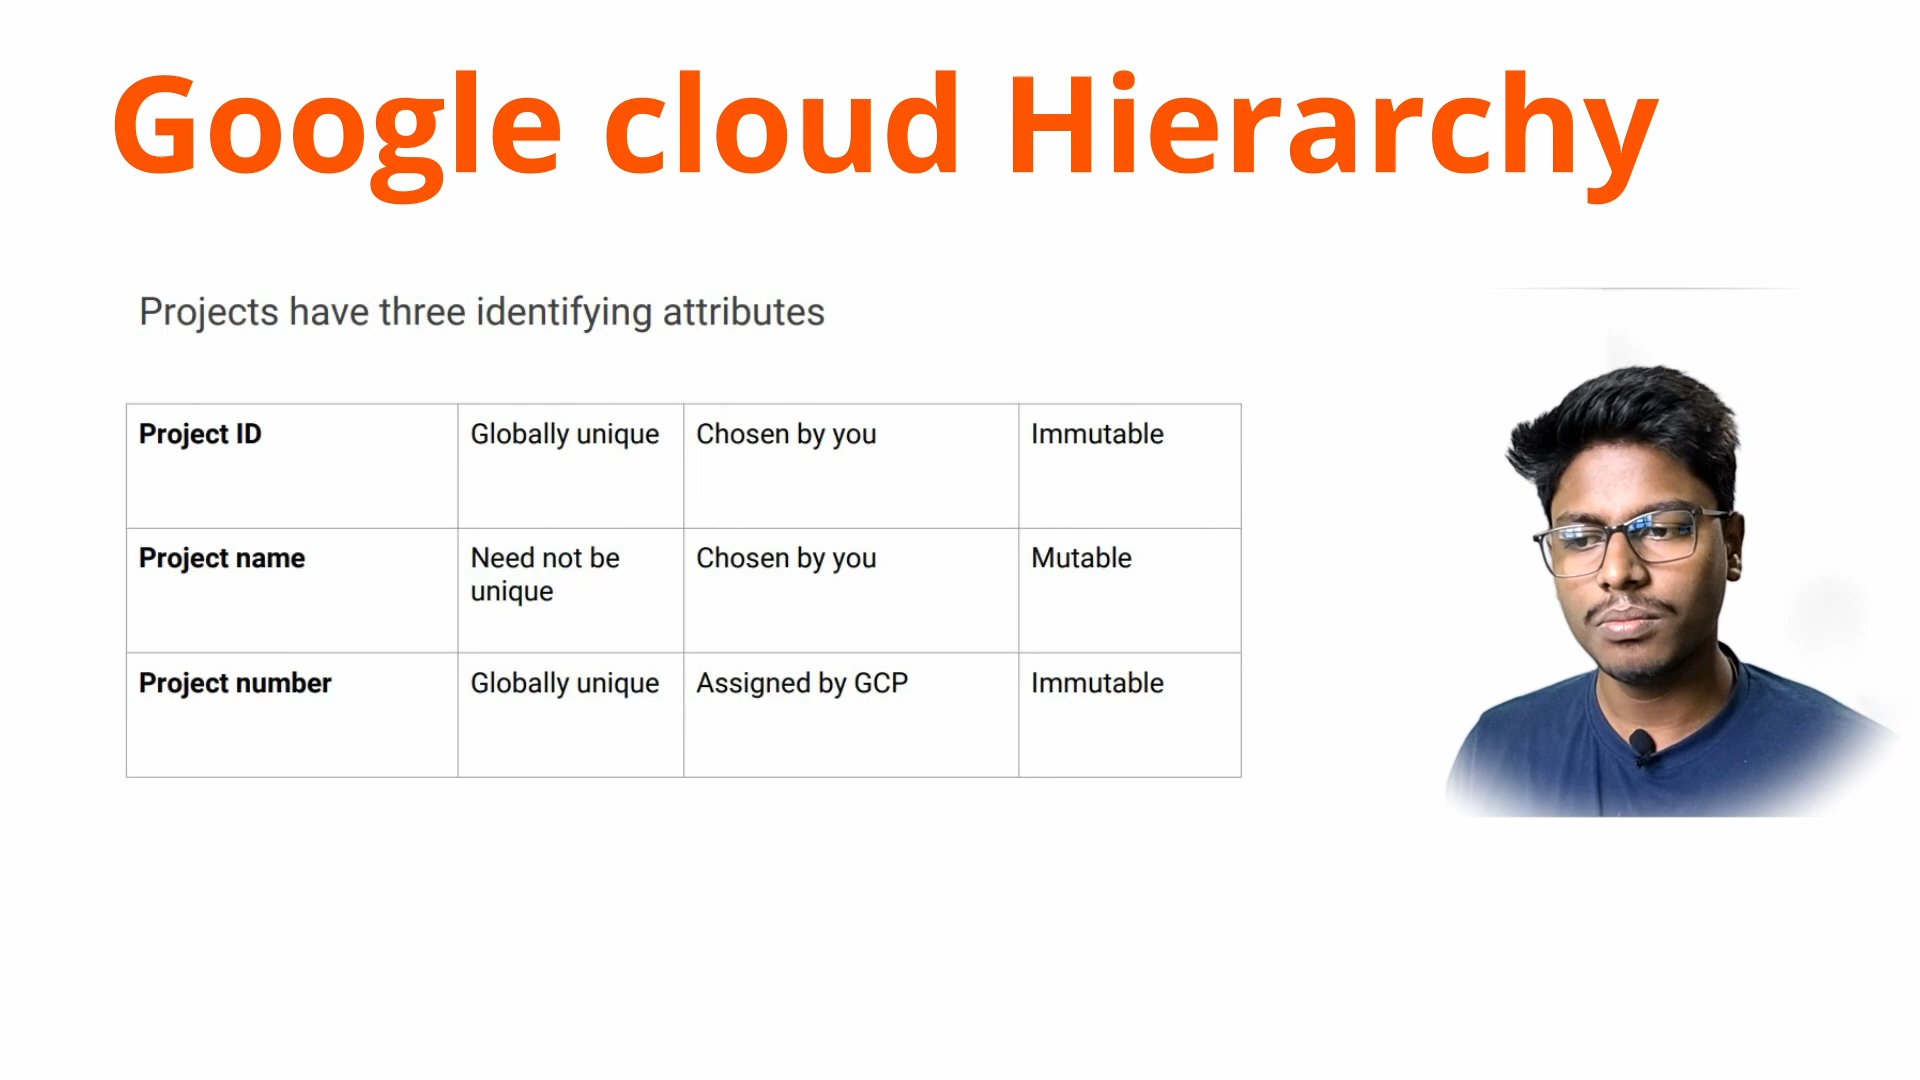 Google cloud Hierarchy
Projects have three identifying attributes
Project ID Globally unique Chosen by you Immutable
Project name Need not be unique Chosen by you Mutable
Project number Globally unique Assigned by GCP Immutable